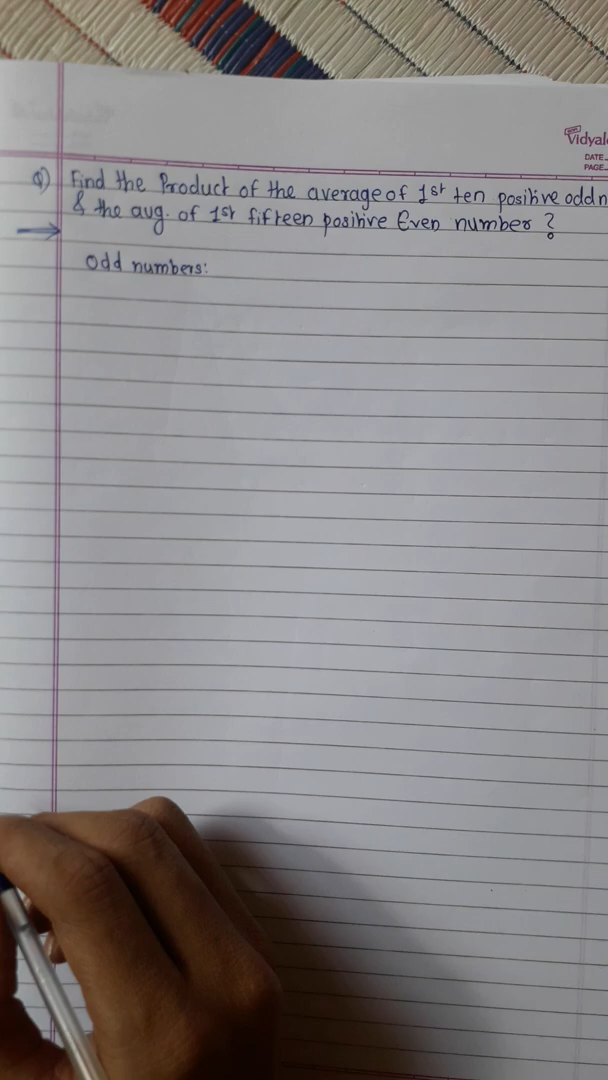 Vidyal
DATE
PAGE
Q) Find the Product of the average of 1st ten positive odd n
& the avg. of 1st fifteen positive Even number ?
Odd numbers: